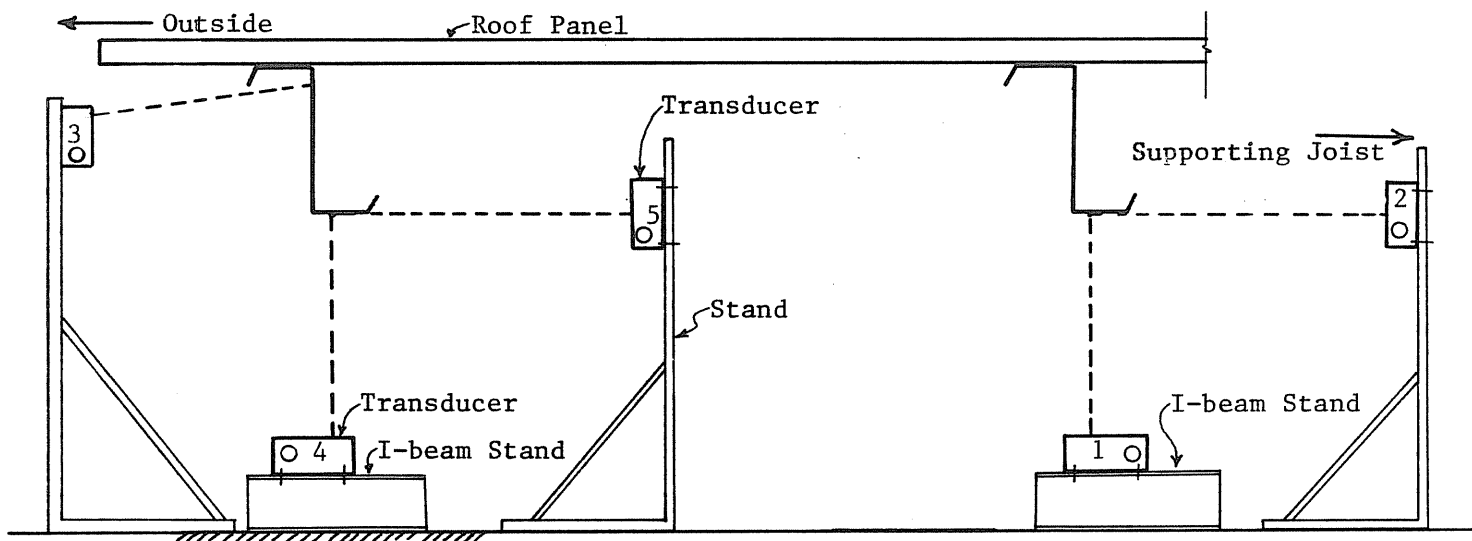 Outside
Roof Panel
Transducer
3
Supporting Joist
5
2
Stand
Transducer
I-beam Stand
4
I-beam Stand
1